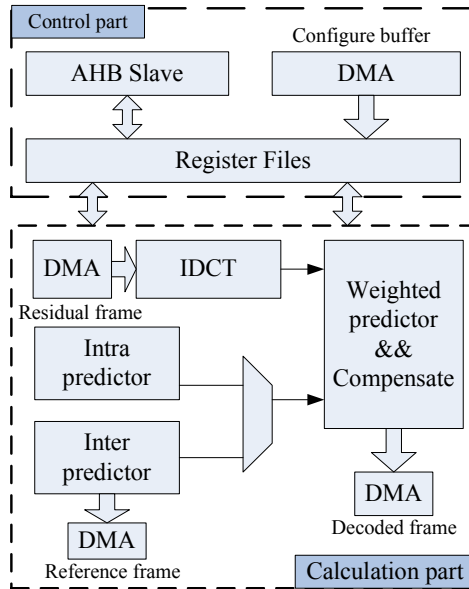 Control part
Configure buffer
AHB Slave
DMA
Register Files
DMA
IDCT
Residual frame
Weighted
predictor
&&
Compensate
Intra
predictor
Inter
predictor
DMA
Reference frame
DMA
Decoded frame
Calculation part